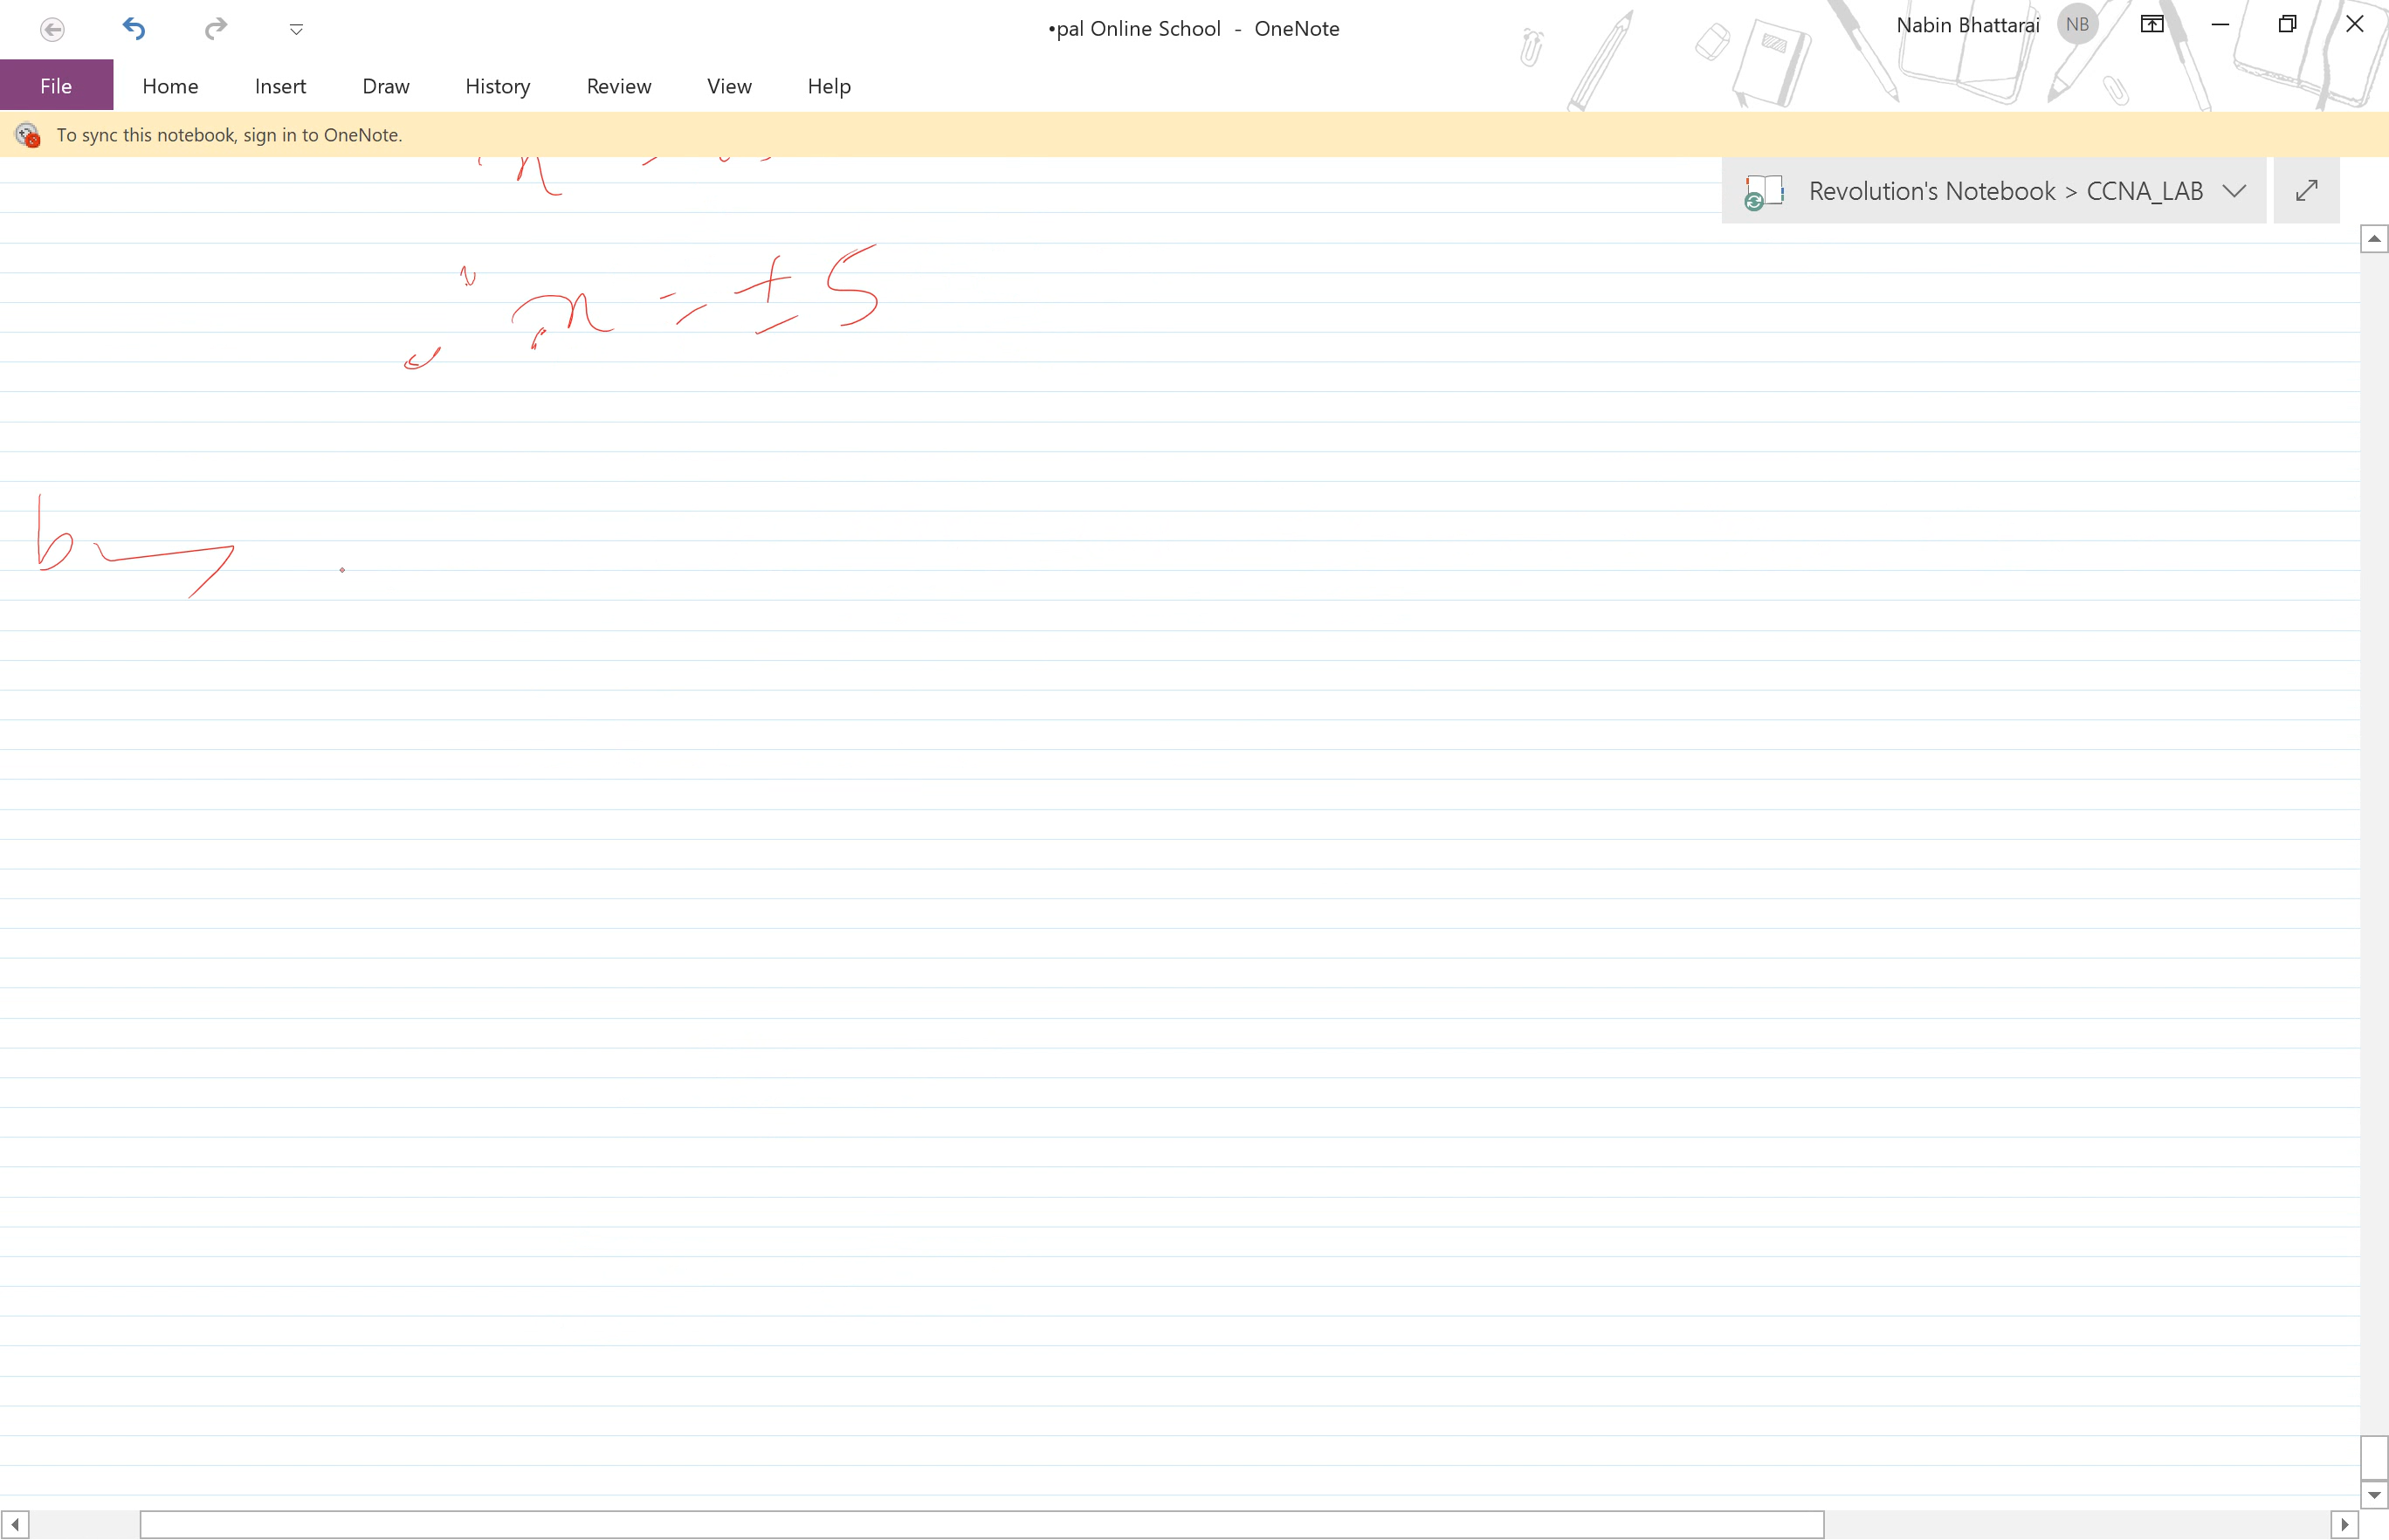 •pal Online School - OneNote
Nabin Bhattarai NB
File Home Insert Draw History Review View Help
To sync this notebook, sign in to OneNote.
Revolution's Notebook > CCNA_LAB
x = ± 5
b